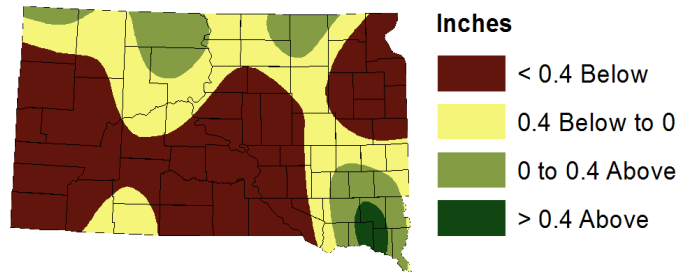 Inches
< 0.4 Below
0.4 Below to 0
0 to 0.4 Above
> 0.4 Above